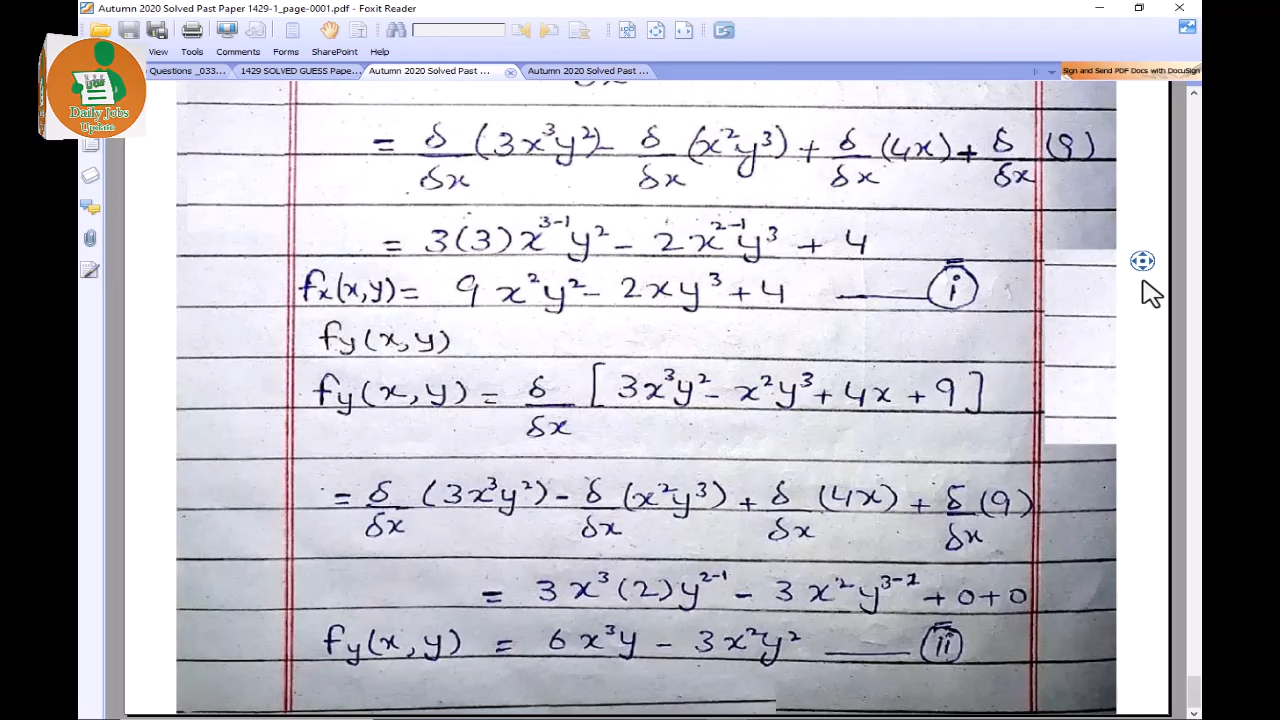 Autumn 2020 Solved Past Paper 1429-1_page-0001.pdf - Foxit Reader
View Tools Comments Forms SharePoint Help
Questions _033... 1429 SOLVED GUESS Pape... Autumn 2020 Solved Past ... Autumn 2020 Solved Past ... Sign and Send PDF Docs with DocuSign
Daily Jobs
Update
= δ/δx (3x³y²) - δ/δx (x²y³) + δ/δx (4x) + δ/δx (9)
= 3(3)x³⁻¹y² - 2x²⁻¹y³ + 4
fx(x,y) = 9x²y² - 2xy³ + 4 —— (i)
fy(x,y)
fy(x,y) = δ/δx [3x³y² - x²y³ + 4x + 9]
= δ/δx (3x³y²) - δ/δx (x²y³) + δ/δx (4x) + δ/δx (9)
= 3x³(2)y²⁻¹ - 3x²y³⁻¹ + 0 + 0
fy(x,y) = 6x³y - 3x²y² —— (ii)